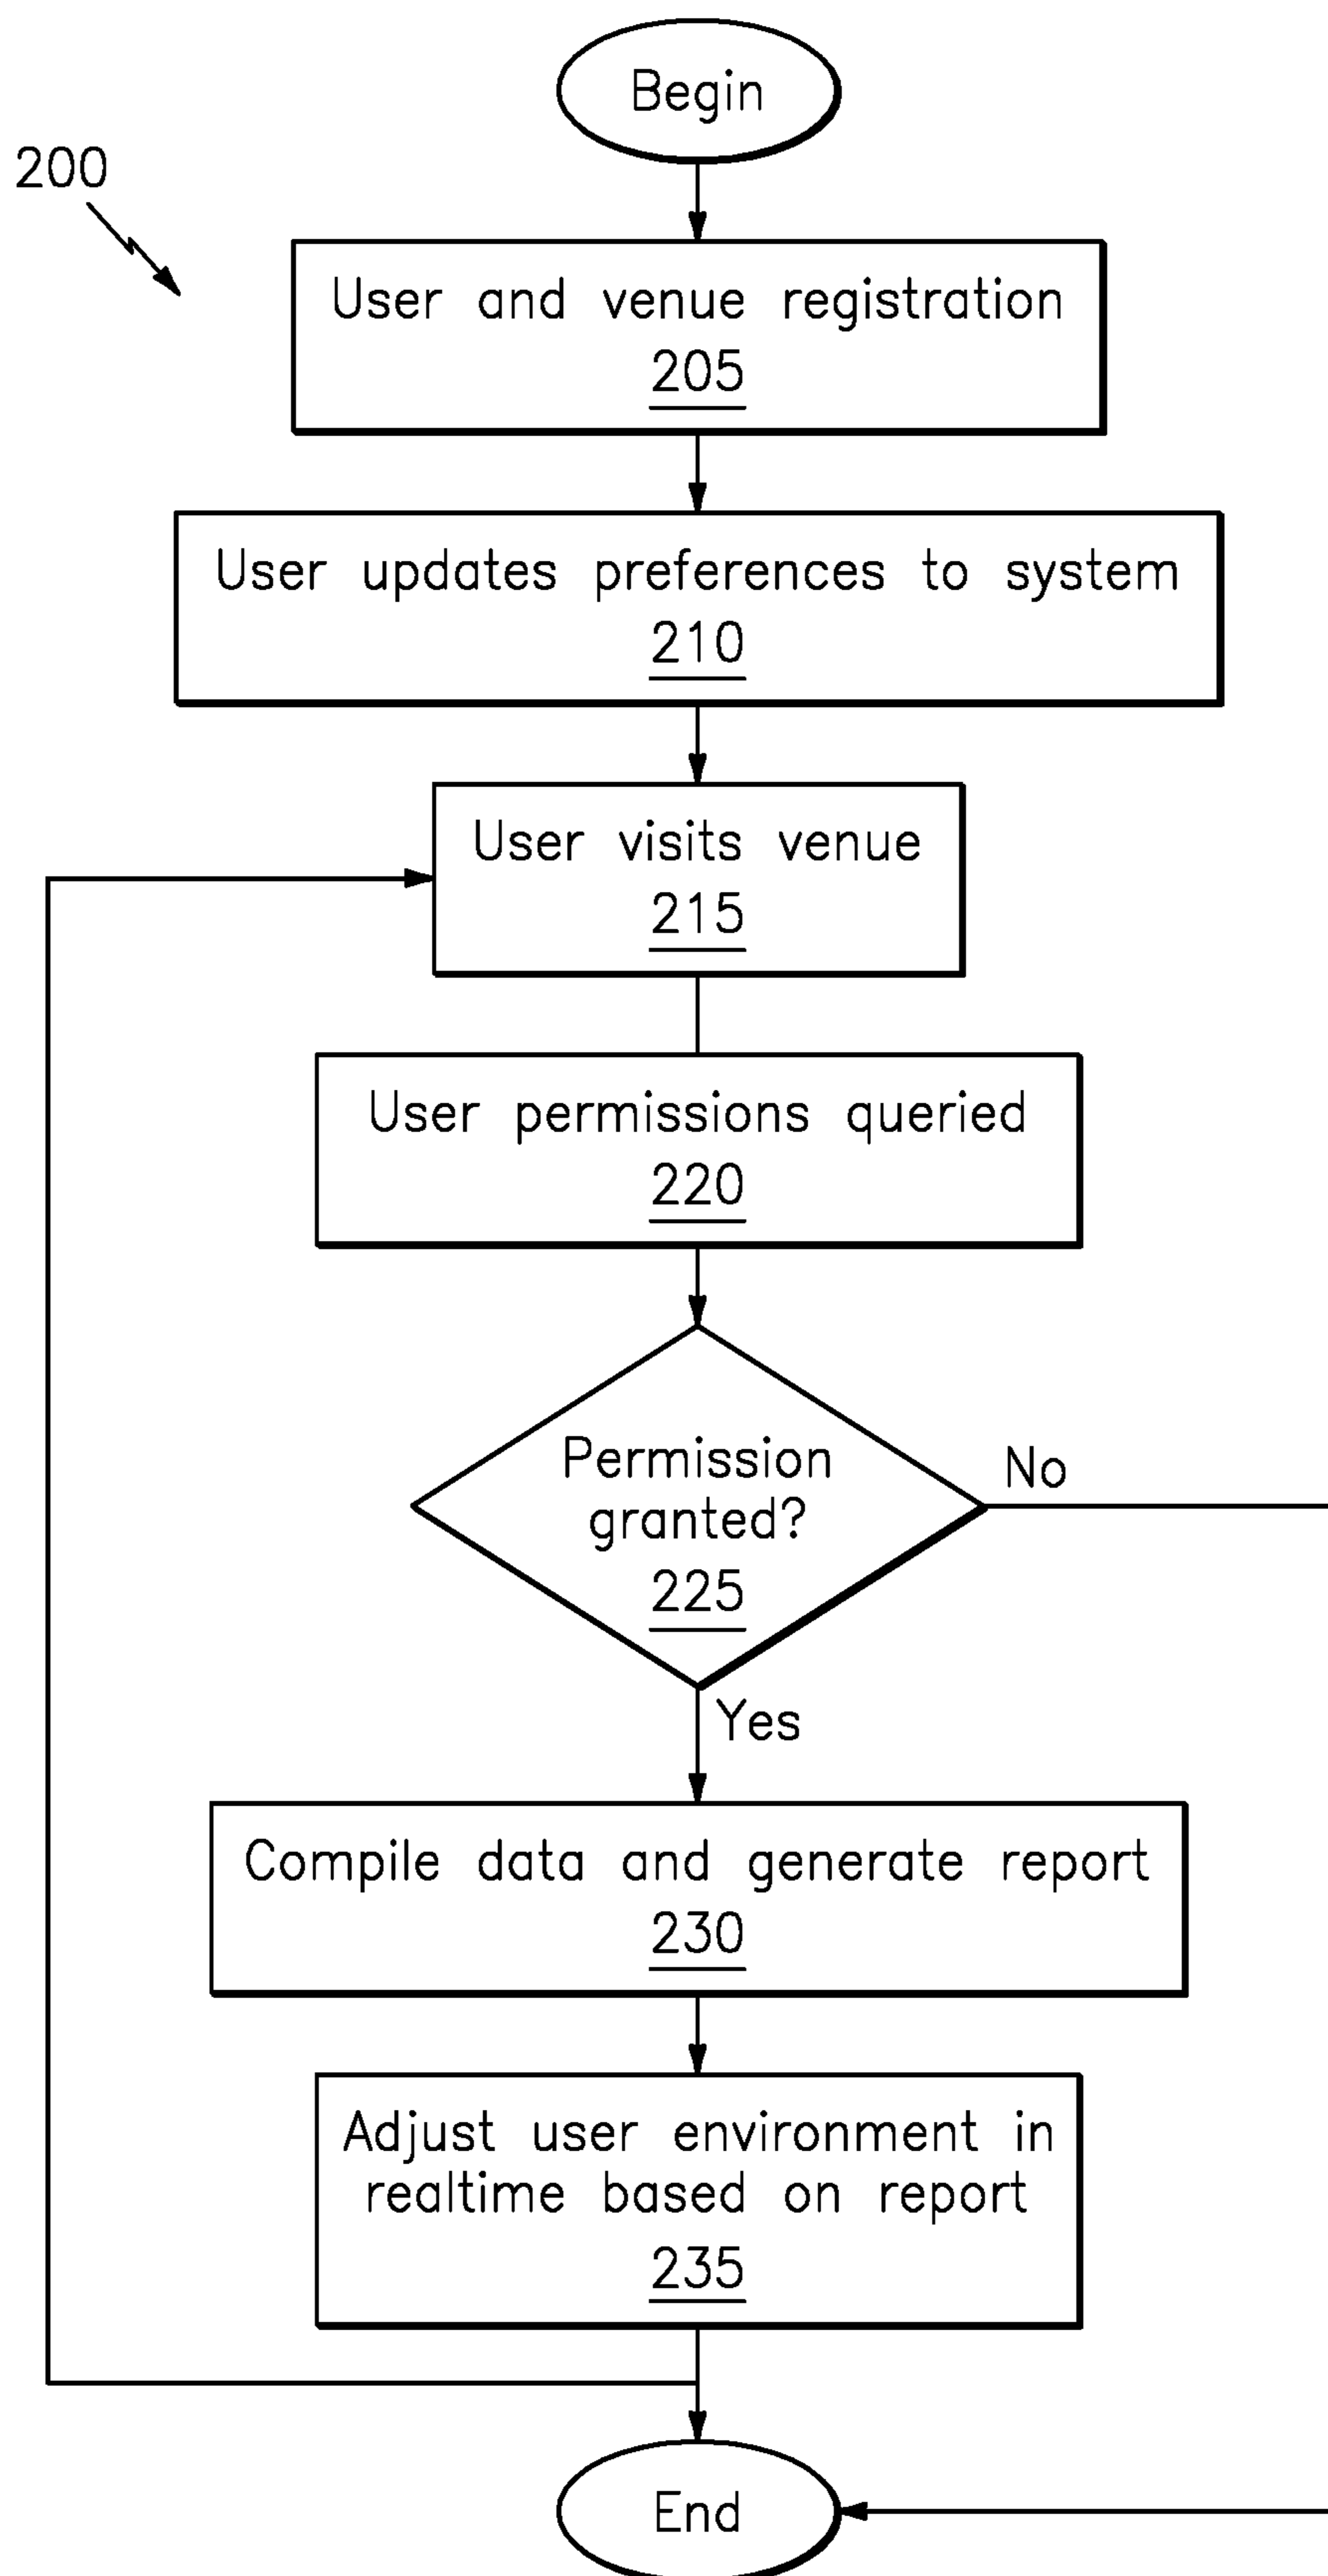 Begin
200
User and venue registration
205
User updates preferences to system
210
User visits venue
215
User permissions queried
220
Permission
granted?
225
No
Yes
Compile data and generate report
230
Adjust user environment in
realtime based on report
235
End